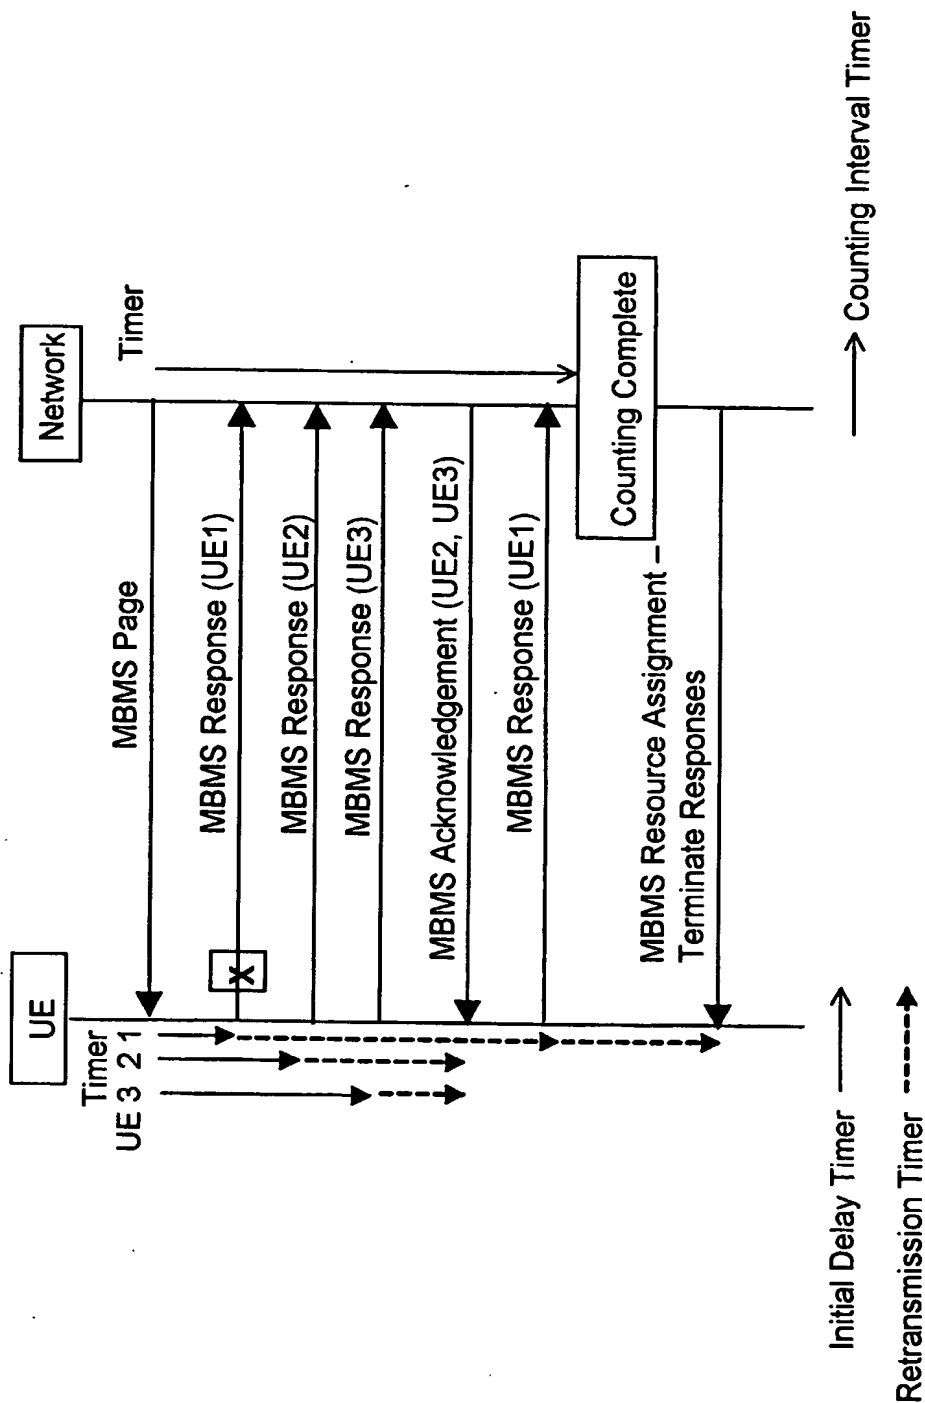 UE
Network
Timer
UE 3 2 1
Timer
MBMS Page
MBMS Response (UE1)
X
MBMS Response (UE2)
MBMS Response (UE3)
MBMS Acknowledgement (UE2, UE3)
MBMS Response (UE1)
Counting Complete
MBMS Resource Assignment –
Terminate Responses
Initial Delay Timer
Counting Interval Timer
Retransmission Timer